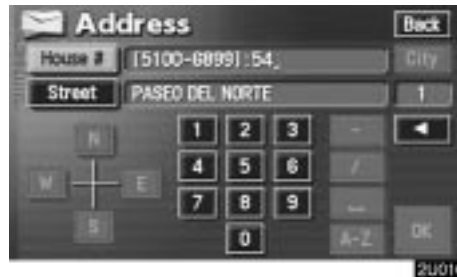 Address Back
House # [5100-6899]:54_ City
Street PASEO DEL NORTE 1
N 1 2 3 - ◄
W E 4 5 6 /
7 8 9 _
S 0 A-Z OK